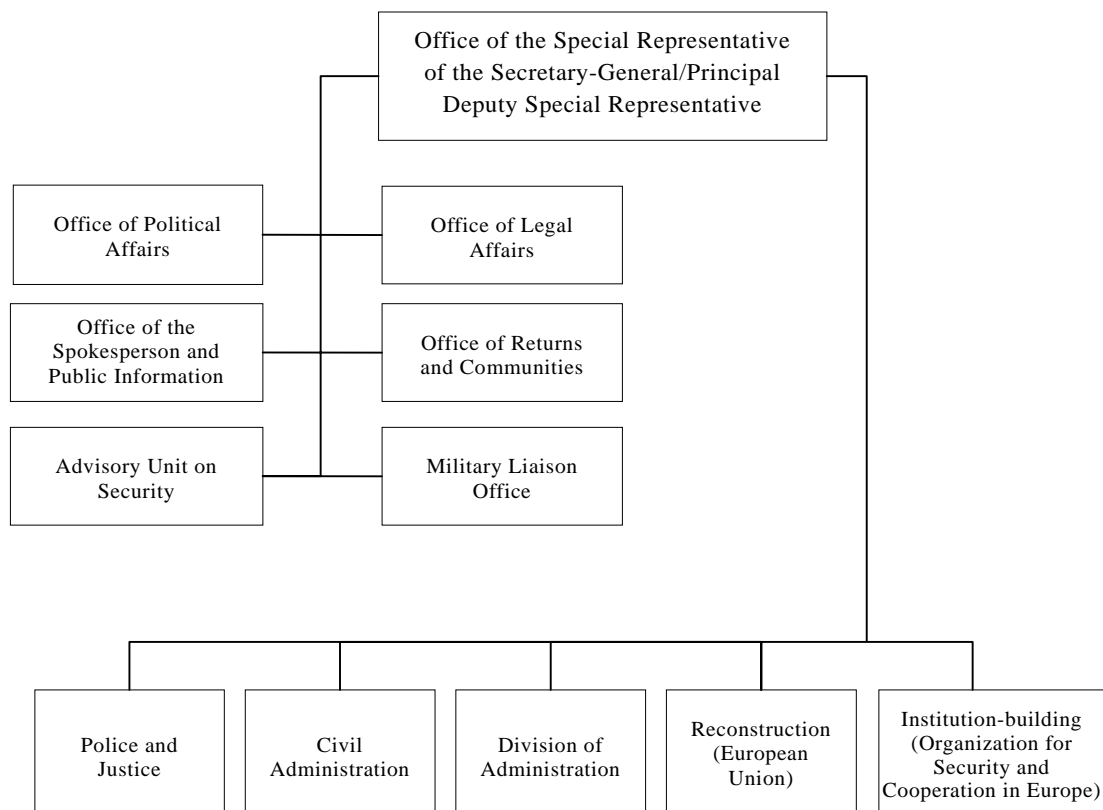 Office of the Special Representative
of the Secretary-General/Principal
Deputy Special Representative
Office of Political
Affairs
Office of Legal
Affairs
Office of the
Spokesperson and
Public Information
Office of Returns
and Communities
Advisory Unit on
Security
Military Liaison
Office
Police and
Justice
Civil
Administration
Division of
Administration
Reconstruction
(European
Union)
Institution-building
(Organization for
Security and
Cooperation in Europe)